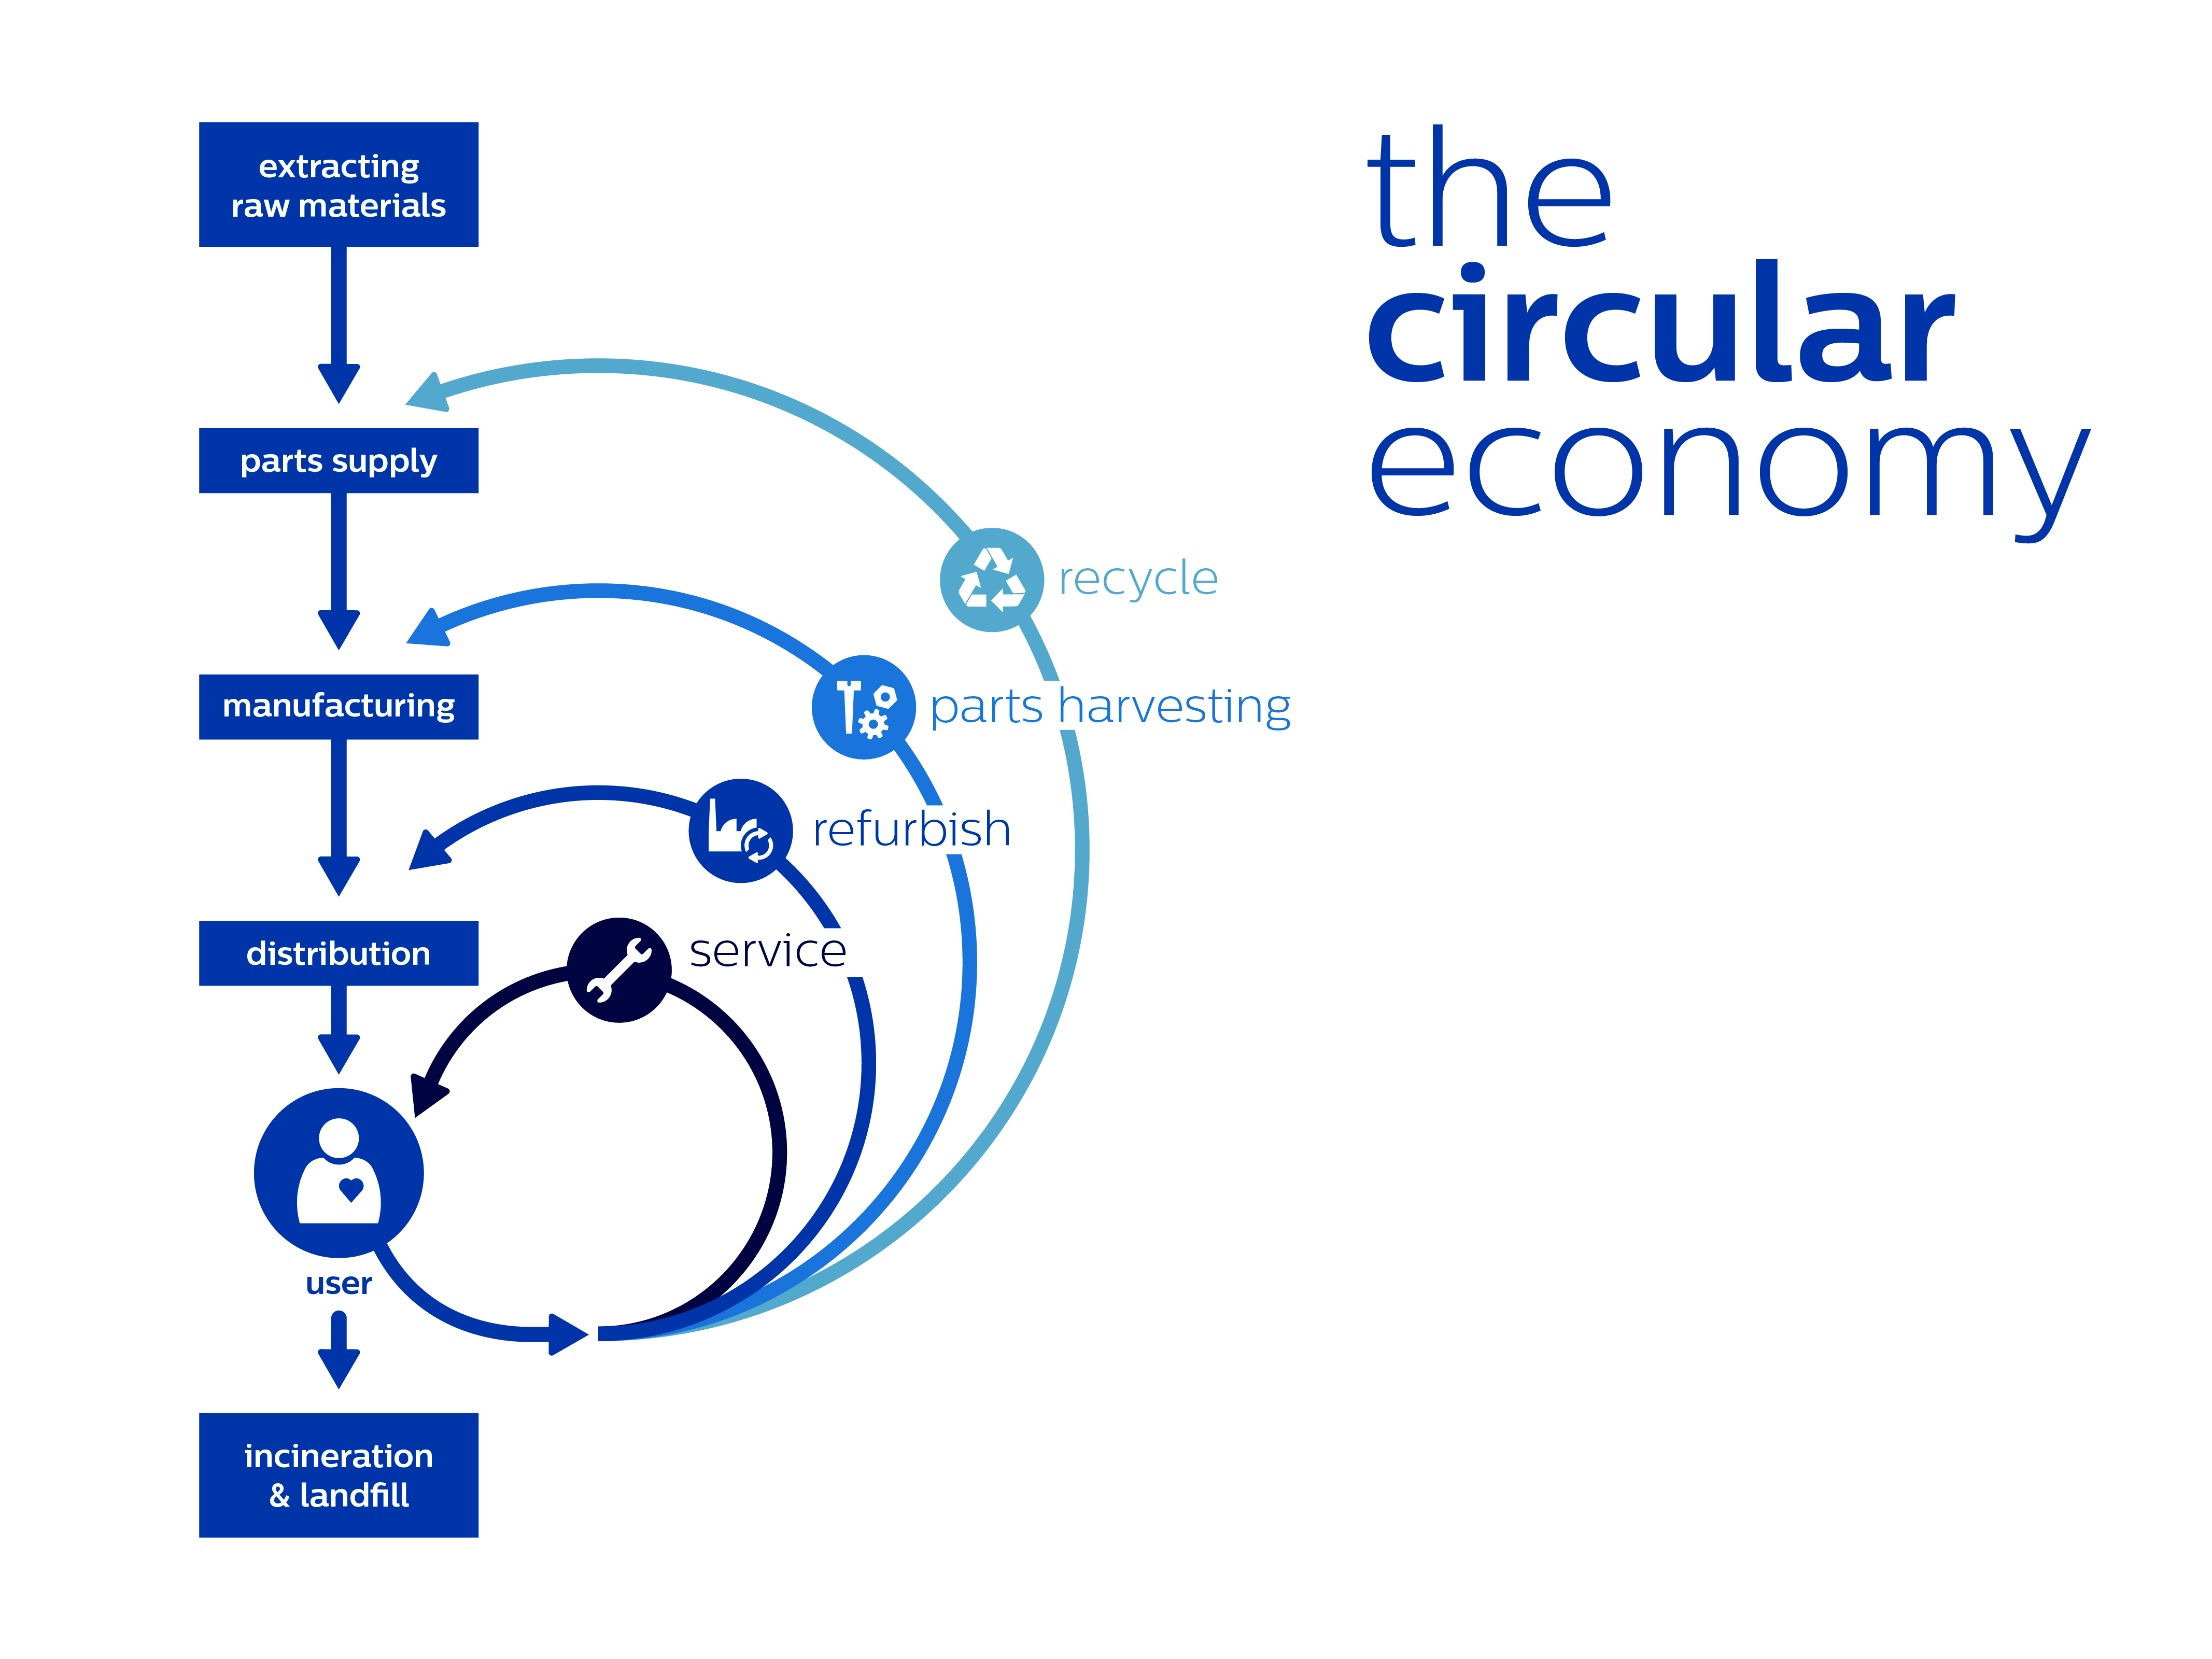 the
circular
economy
extracting
raw materials
parts supply
recycle
manufacturing
parts harvesting
refurbish
distribution
service
user
incineration
& landfill